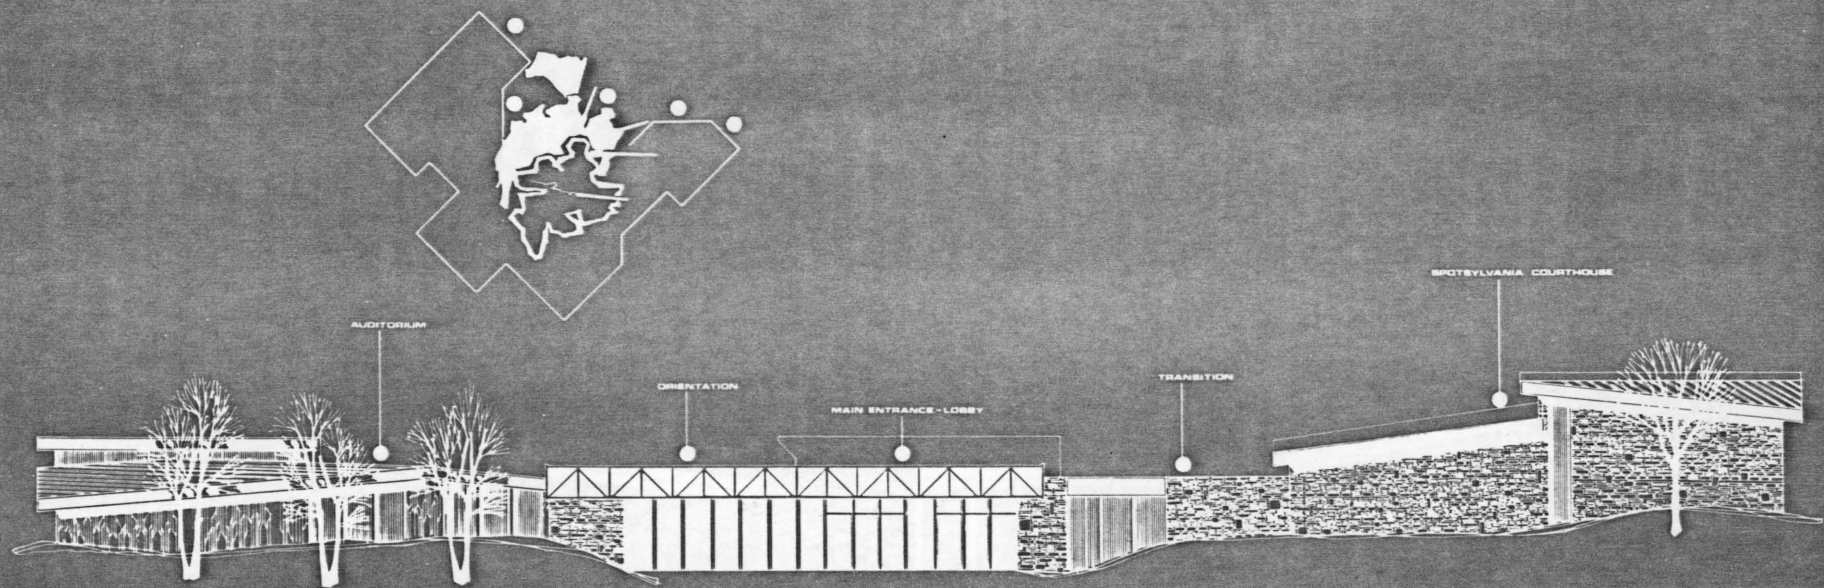 SPOTSYLVANIA COURTHOUSE
AUDITORIUM
TRANSITION
ORIENTATION
MAIN ENTRANCE-LOBBY